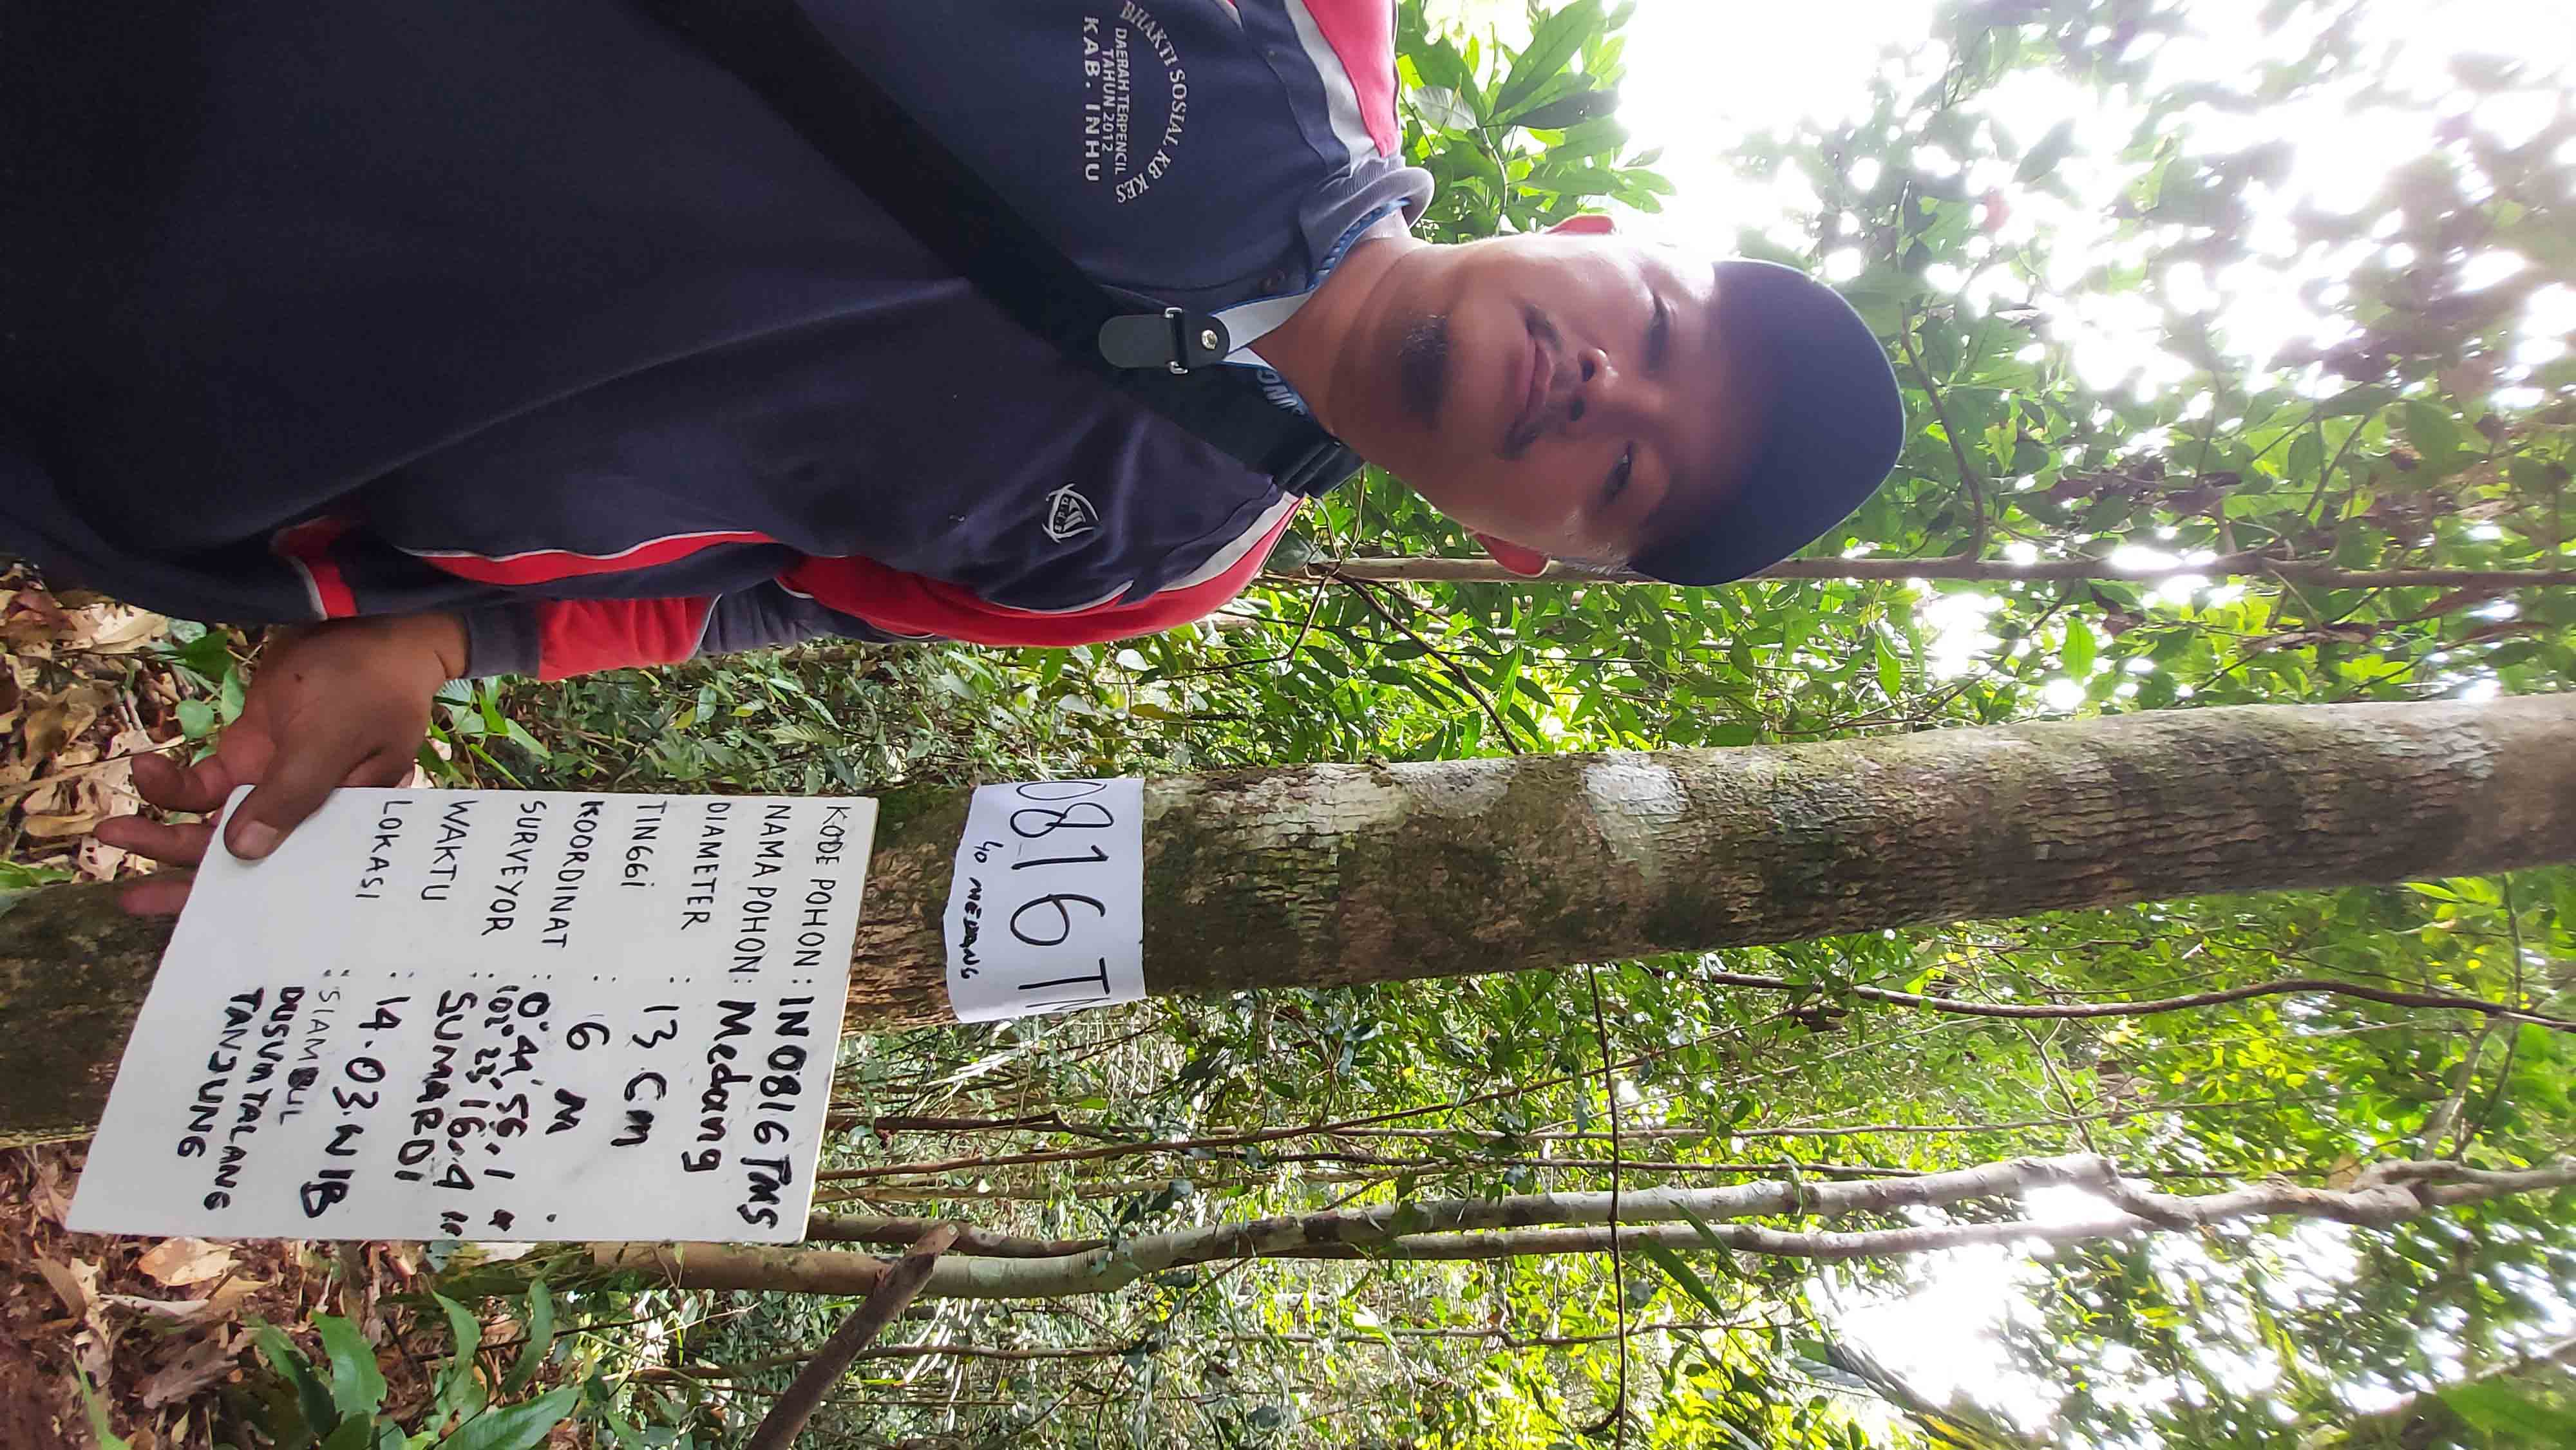 BHAKTI SOSIAL KB KES
DAERAH TERPENCIL
TAHUN 2012
KAB. INHU
0816 TM
40 MEDANG
KODE POHON : IN0816TMS
NAMA POHON : Medang
DIAMETER : 13 Cm
TINGGi : 6 M
KOORDINAT : 0°44'56,1"
102°23'16,4"
SURVEYOR : SUMARDI
WAKTU : 14.03.WIB
LOKASI : SIAMBUL
DUSUN TALANG
TANJUNG